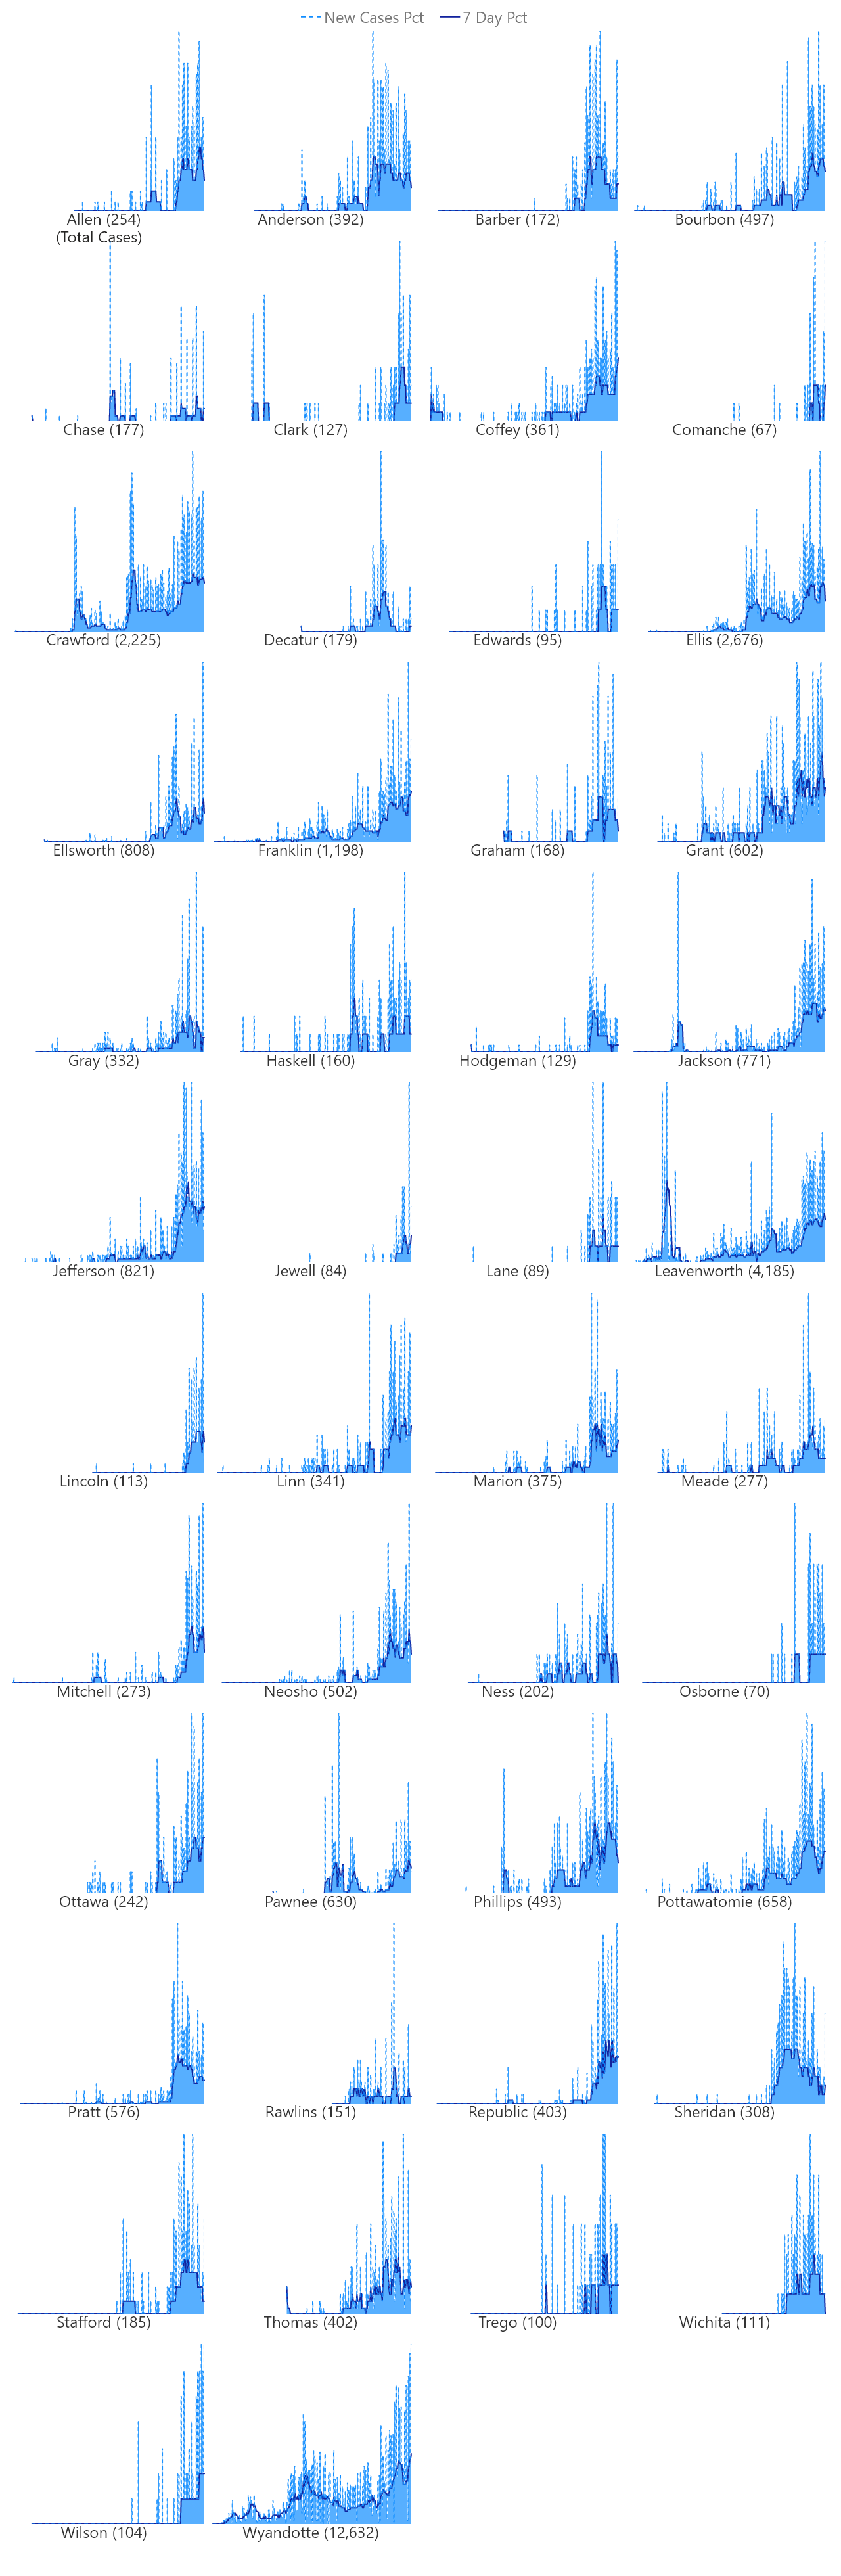 New Cases Pct 7 Day Pct
Allen (254) Anderson (392) Barber (172) Bourbon (497)
(Total Cases)
Chase (177) Clark (127) Coffey (361) Comanche (67)
Crawford (2,225) Decatur (179) Edwards (95) Ellis (2,676)
Ellsworth (808) Franklin (1,198) Graham (168) Grant (602)
Gray (332) Haskell (160) Hodgeman (129) Jackson (771)
Jefferson (821) Jewell (84) Lane (89) Leavenworth (4,185)
Lincoln (113) Linn (341) Marion (375) Meade (277)
Mitchell (273) Neosho (502) Ness (202) Osborne (70)
Ottawa (242) Pawnee (630) Phillips (493) Pottawatomie (658)
Pratt (576) Rawlins (151) Republic (403) Sheridan (308)
Stafford (185) Thomas (402) Trego (100) Wichita (111)
Wilson (104) Wyandotte (12,632)